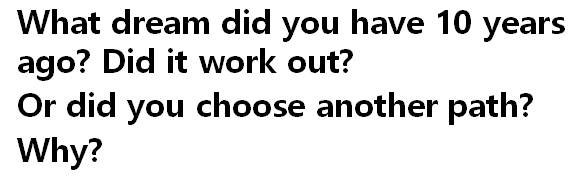 What dream did you have 10 years
ago? Did it work out?
Or did you choose another path?
Why?